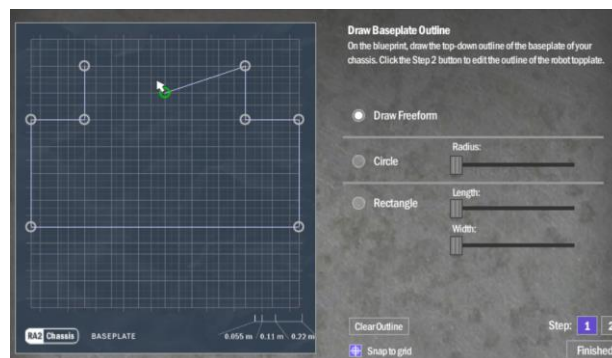 Draw Baseplate Outline
On the blueprint, draw the top-down outline of the baseplate of your
chassis. Click the Step 2 button to edit the outline of the robot topplate.
Draw Freeform
Radius:
Circle
Length:
Rectangle
Width:
RA2 Chassis BASEPLATE 0.055 m 0.11 m 0.22 m
Clear Outline
Step: 1 2
Snap to grid
Finished